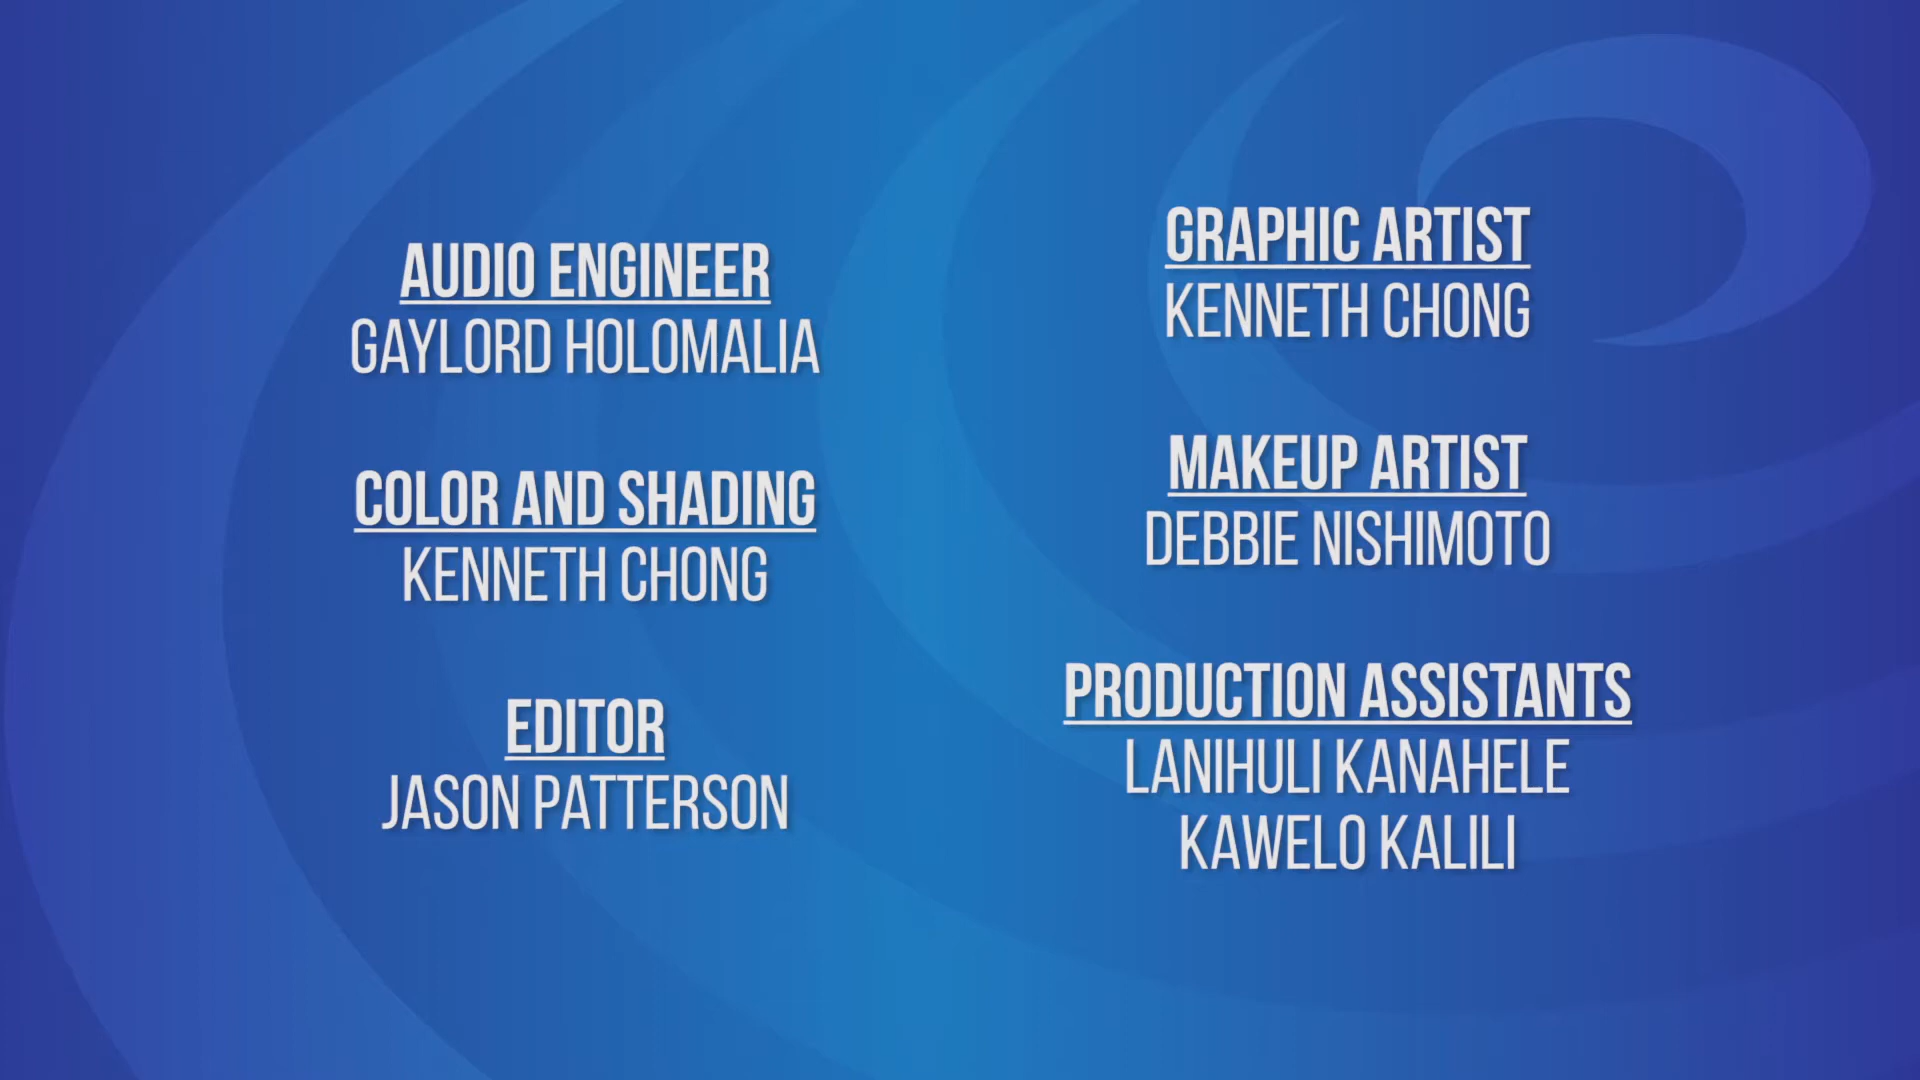 AUDIO ENGINEER
GAYLORD HOLOMALIA
COLOR AND SHADING
KENNETH CHONG
EDITOR
JASON PATTERSON
GRAPHIC ARTIST
KENNETH CHONG
MAKEUP ARTIST
DEBBIE NISHIMOTO
PRODUCTION ASSISTANTS
LANIHULI KANAHELE
KAWELO KALILI